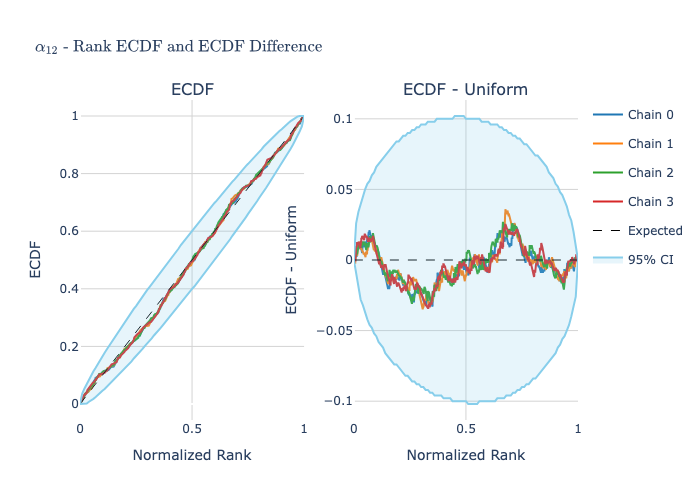 α₁₂ - Rank ECDF and ECDF Difference
ECDF
ECDF
1
0.8
0.6
0.4
0.2
0
0
0.5
1
Normalized Rank
ECDF - Uniform
ECDF - Uniform
0.1
0.05
0
−0.05
−0.1
0
0.5
1
Normalized Rank
Chain 0
Chain 1
Chain 2
Chain 3
Expected
95% CI